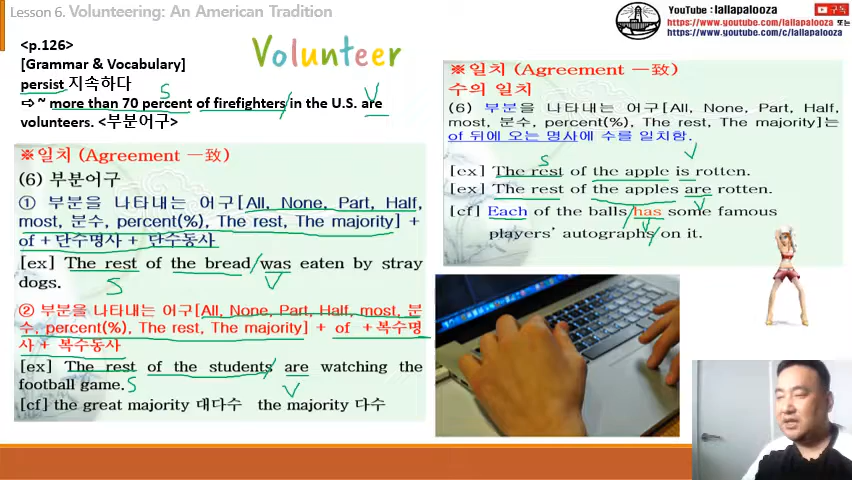 Lesson 6. Volunteering: An American Tradition
YouTube : lallapalooza
구독
https://www.youtube.com/lallapalooza 또는
https://www.youtube.com/c/lallapalooza
<p.126>
[Grammar & Vocabulary]
persist 지속하다
⇨ ~ more than 70 percent of firefighters in the U.S. are
volunteers. <부분어구>
Volunteer
S
V
※일치 (Agreement 一致)
(6) 부분어구
① 부분을 나타내는 어구[All, None, Part, Half,
most, 분수, percent(%), The rest, The majority] +
of + 단수명사 + 단수동사
[ex] The rest of the bread was eaten by stray
dogs.
S
V
② 부분을 나타내는 어구[All, None, Part, Half, most, 분
수, percent(%), The rest, The majority] + of + 복수명
사 + 복수동사
[ex] The rest of the students are watching the
football game.
S
V
[cf] the great majority 대다수 the majority 다수
※일치 (Agreement 一致)
수의 일치
(6) 부분을 나타내는 어구[All, None, Part, Half,
most, 분수, percent(%), The rest, The majority]는
of 뒤에 오는 명사에 수를 일치함.
S
V
[ex] The rest of the apple is rotten.
[ex] The rest of the apples are rotten.
V
[cf] Each of the balls has some famous
V
players' autographs on it.